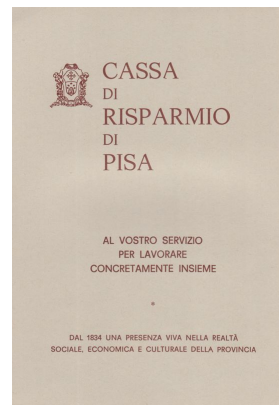 CASSA
DI
RISPARMIO
DI
PISA
AL VOSTRO SERVIZIO
PER LAVORARE
CONCRETAMENTE INSIEME
*
DAL 1834 UNA PRESENZA VIVA NELLA REALTÀ
SOCIALE, ECONOMICA E CULTURALE DELLA PROVINCIA